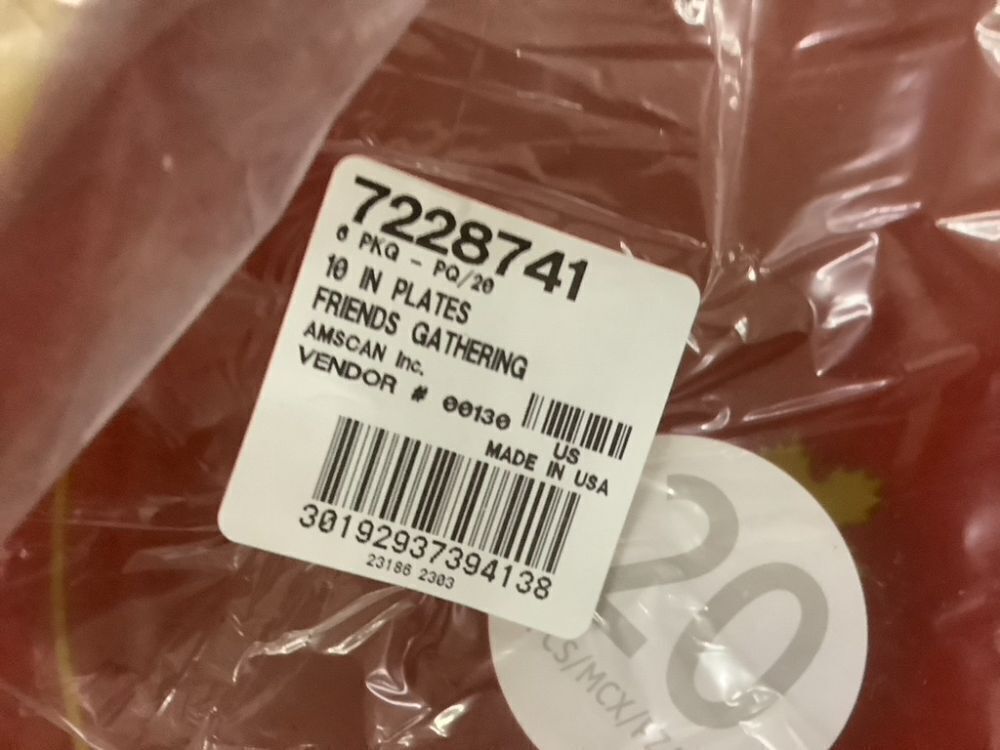 7228741
6 PKG - PQ/20
10 IN PLATES
FRIENDS GATHERING
AMSCAN Inc.
VENDOR # 00130
US
MADE IN USA
30192937394138
23186 2303
20